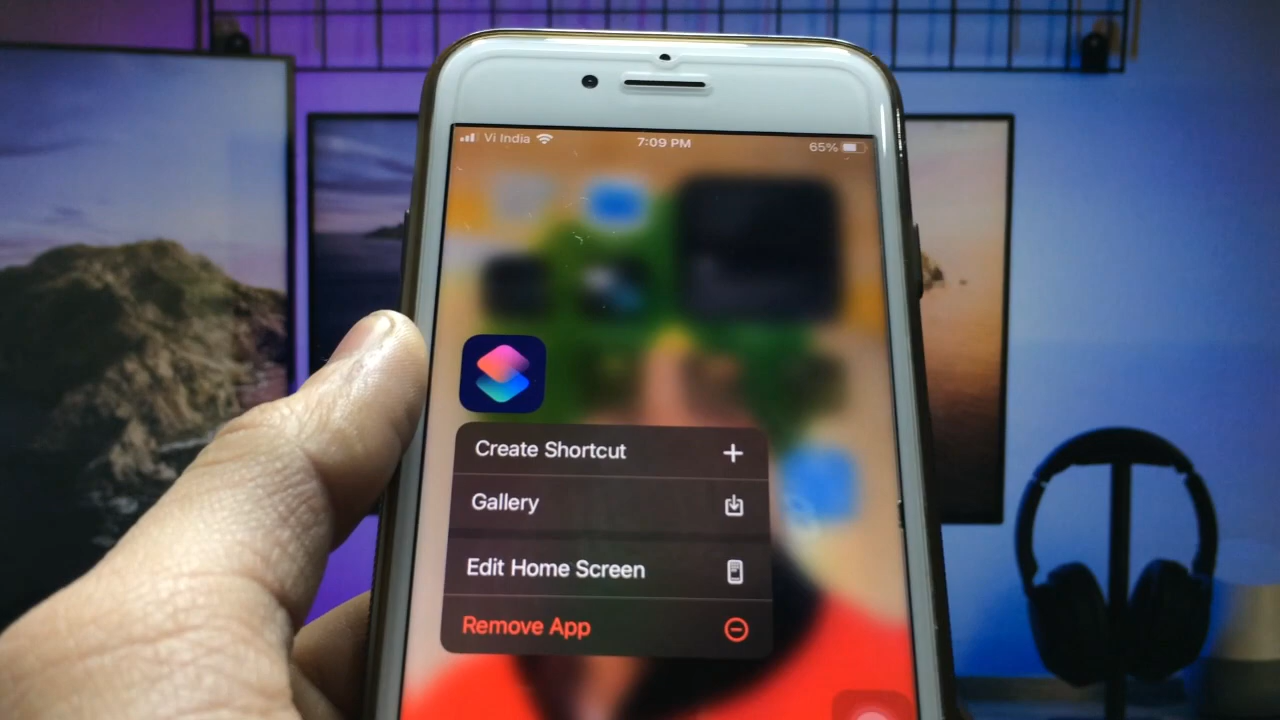 Vi India 7:09 PM 65%
Create Shortcut
Gallery
Edit Home Screen
Remove App